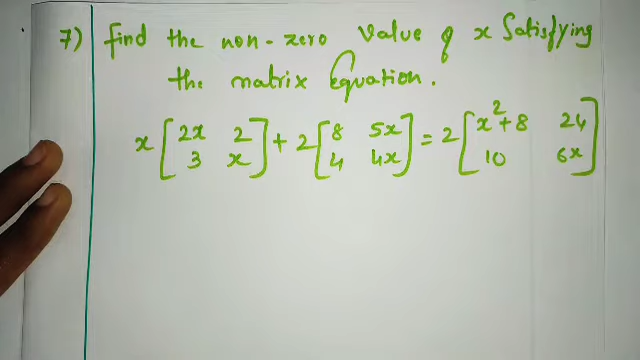 7) Find the non-zero value of x Satisfying
the matrix Equation.
x [2x 2; 3 x] + 2 [8 5x; 4 4x] = 2 [x²+8 24; 10 6x]